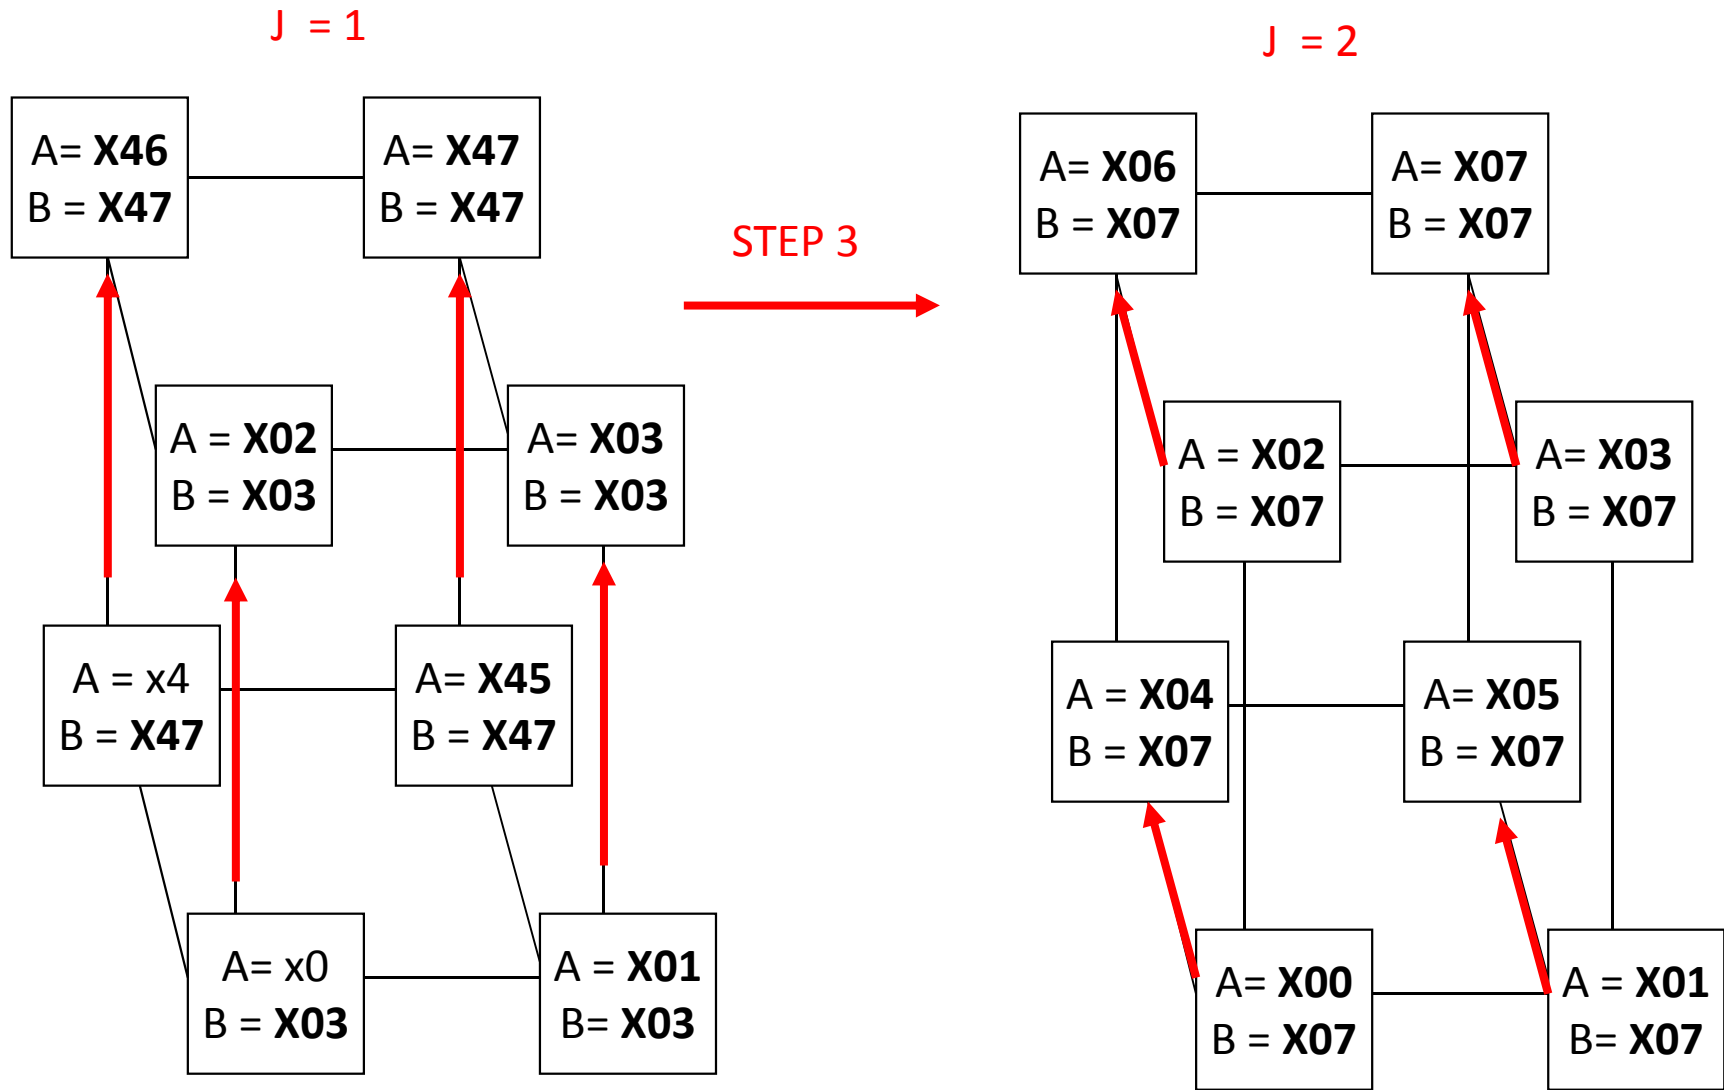 J = 1
J = 2
A= X46
B = X47
A= X47
B = X47
STEP 3
A= X06
B = X07
A= X07
B = X07
A = X02
B = X03
A= X03
B = X03
A = X02
B = X07
A= X03
B = X07
A = x4
B = X47
A= X45
B = X47
A = X04
B = X07
A= X05
B = X07
A= x0
B = X03
A = X01
B= X03
A= X00
B = X07
A = X01
B= X07